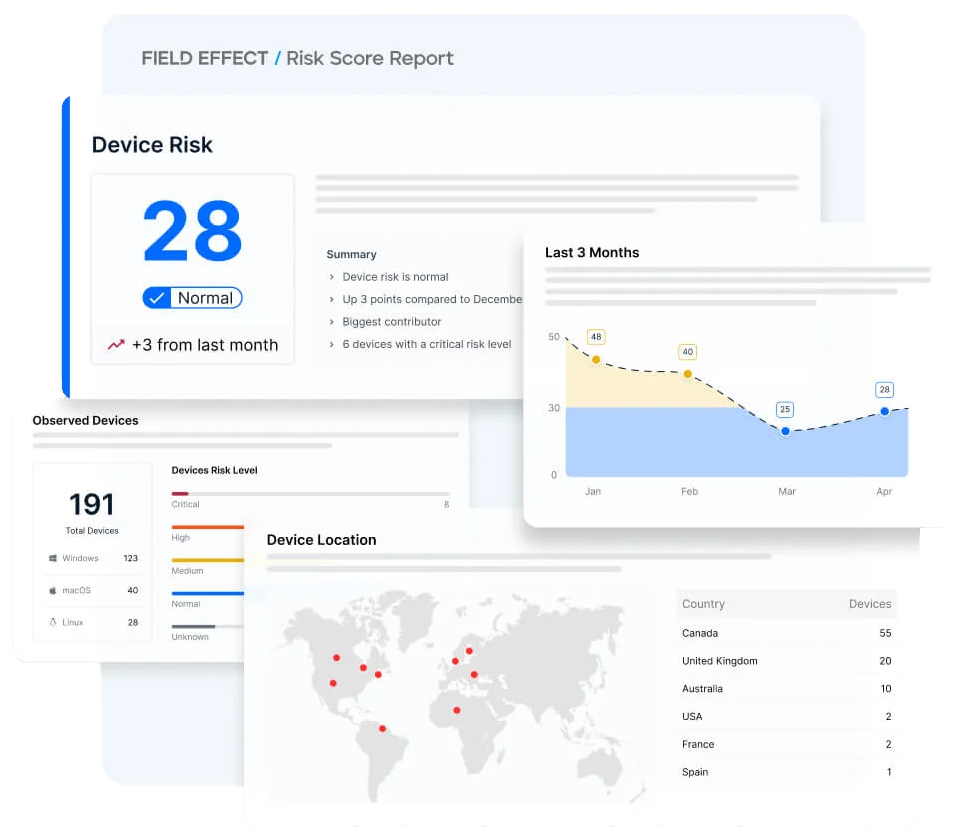 FIELD EFFECT / Risk Score Report
Device Risk
28
Normal
+3 from last month
Summary
› Device risk is normal
› Up 3 points compared to Decembe
› Biggest contributor
› 6 devices with a critical risk level
Last 3 Months
50
30
0
48
40
25
28
Jan Feb Mar Apr
Observed Devices
191
Total Devices
Windows 123
macOS 40
Linux 28
Devices Risk Level
Critical 8
High
Medium
Normal
Unknown
Device Location
Country Devices
Canada 55
United Kingdom 20
Australia 10
USA 2
France 2
Spain 1